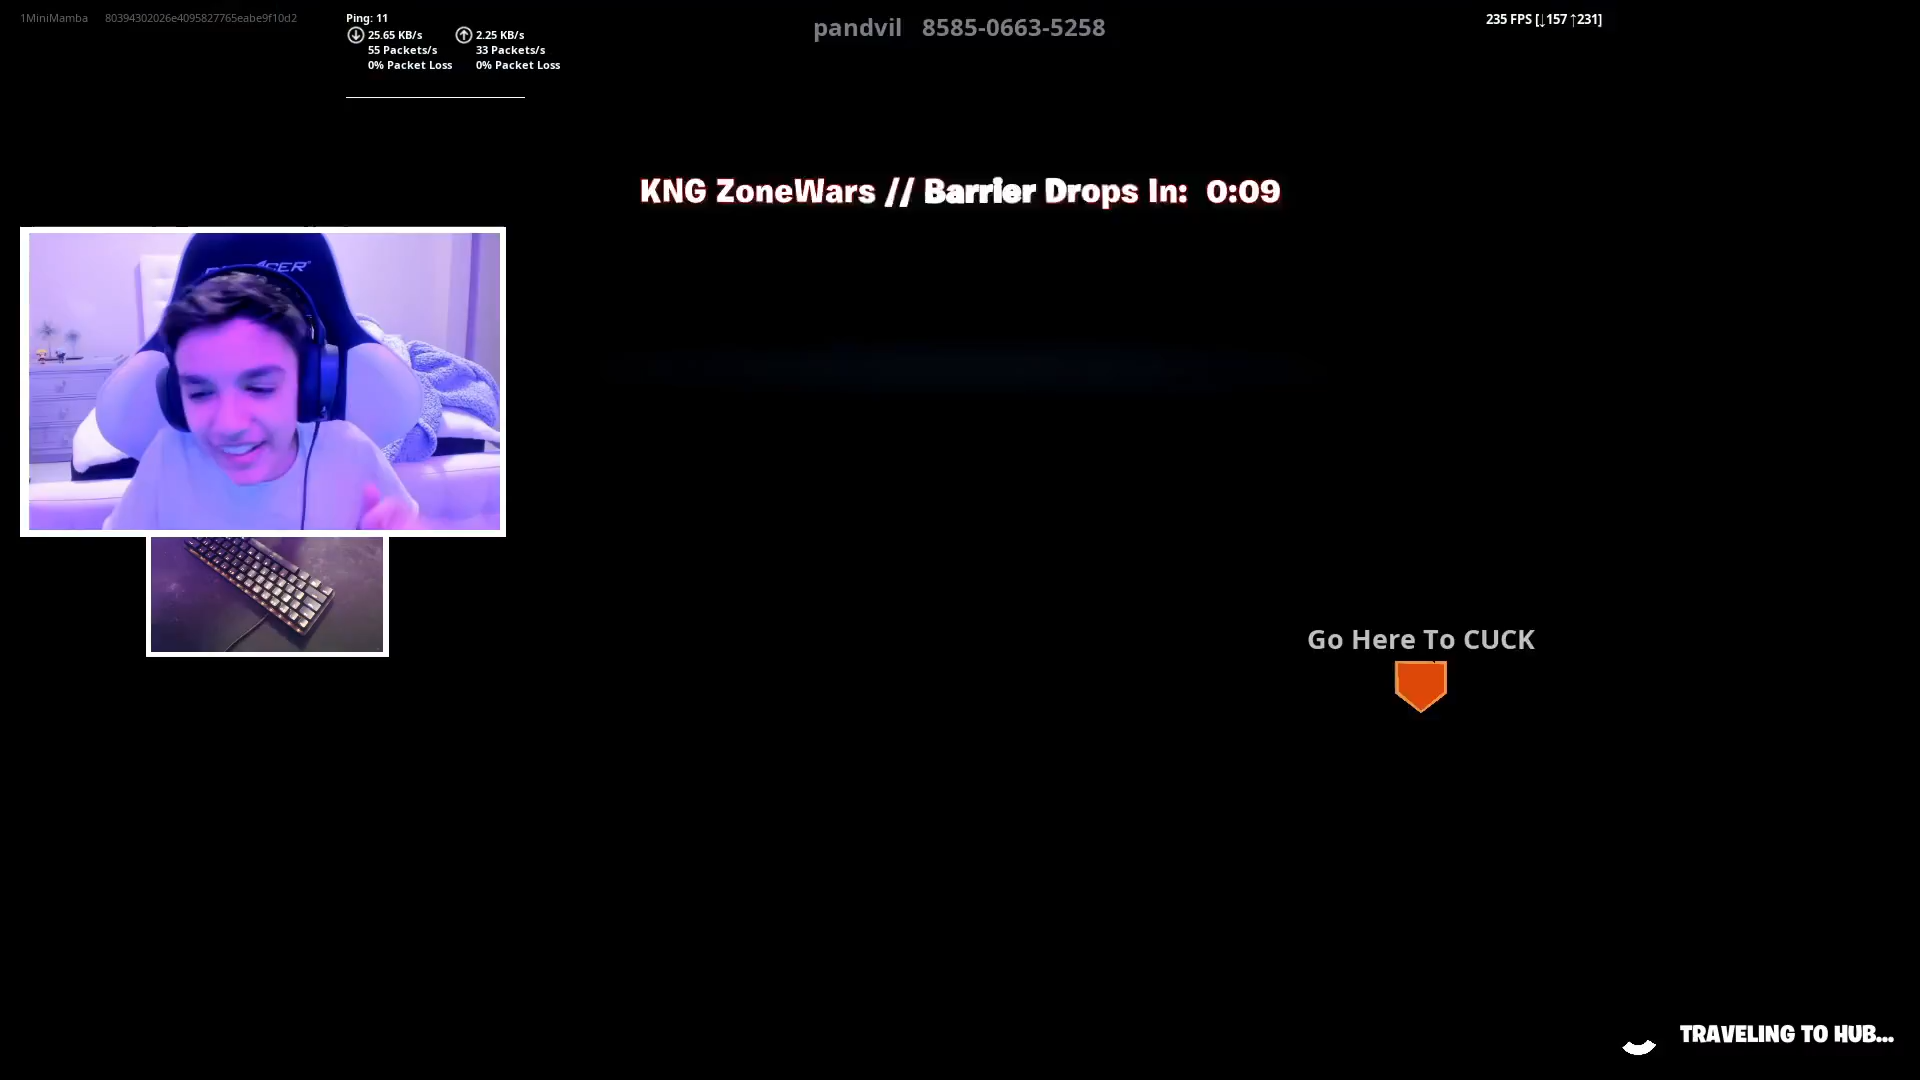 1MiniMamba 80394302026e4095827765eabe9f10d2
Ping: 11
25.65 KB/s 2.25 KB/s
55 Packets/s 33 Packets/s
0% Packet Loss 0% Packet Loss
pandvil 8585-0663-5258
235 FPS [↓157 ↑231]
KNG ZoneWars // Barrier Drops In: 0:09
Go Here To CUCK
TRAVELING TO HUB...